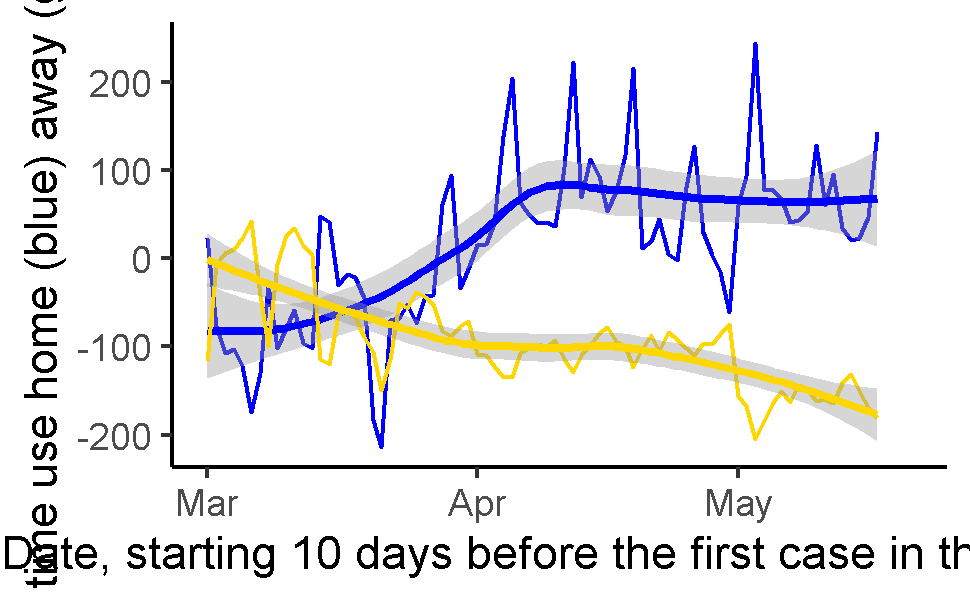 time use home (blue) away (
200
100
0
-100
-200
Mar Apr May
Date, starting 10 days before the first case in th